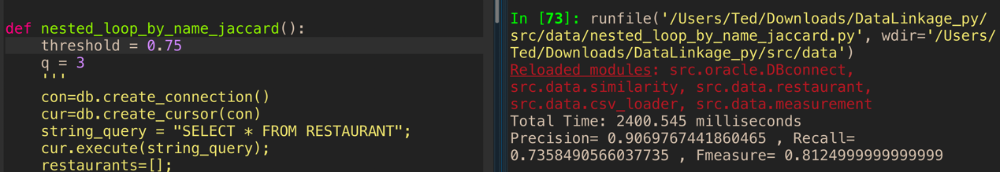 def nested_loop_by_name_jaccard():
threshold = 0.75
q = 3
'''
con=db.create_connection()
cur=db.create_cursor(con)
string_query = "SELECT * FROM RESTAURANT";
cur.execute(string_query);
restaurants=[];
In [73]: runfile('/Users/Ted/Downloads/DataLinkage_py/
src/data/nested_loop_by_name_jaccard.py', wdir='/Users/
Ted/Downloads/DataLinkage_py/src/data')
Reloaded modules: src.oracle.DBconnect,
src.data.similarity, src.data.restaurant,
src.data.csv_loader, src.data.measurement
Total Time: 2400.545 milliseconds
Precision= 0.9069767441860465 , Recall=
0.7358490566037735 , Fmeasure= 0.8124999999999999